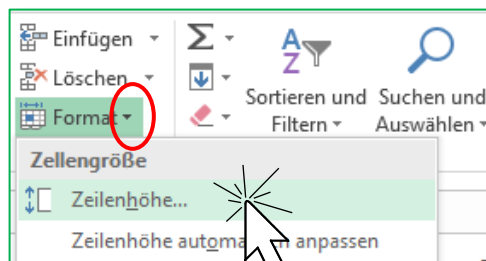 Einfügen
Löschen
Format
Sortieren und
Filtern
Suchen und
Auswählen
Zellengröße
Zeilenhöhe...
Zeilenhöhe anpassen